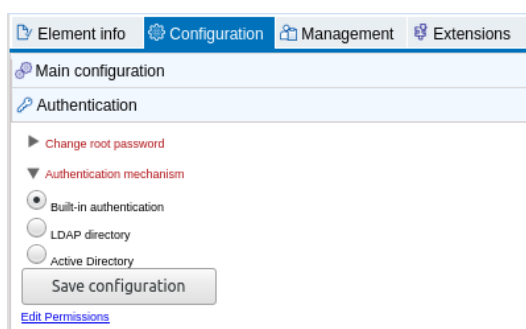 Element info Configuration Management Extensions
Main configuration
Authentication
Change root password
Authentication mechanism
Built-in authentication
LDAP directory
Active Directory
Save configuration
Edit Permissions